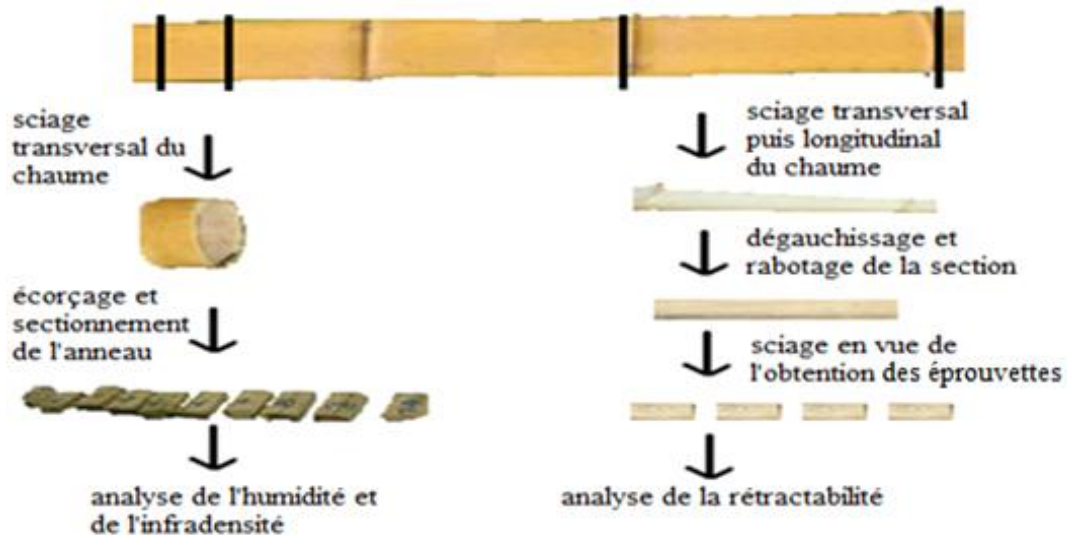 sciage
transversal du
chaume
écorçage et
sectionnement
de l'anneau
analyse de l'humidité et
de l'infradensité
sciage transversal
puis longitudinal
du chaume
dégauchissage et
rabotage de la section
sciage en vue de
l'obtention des éprouvettes
analyse de la rétractabilité